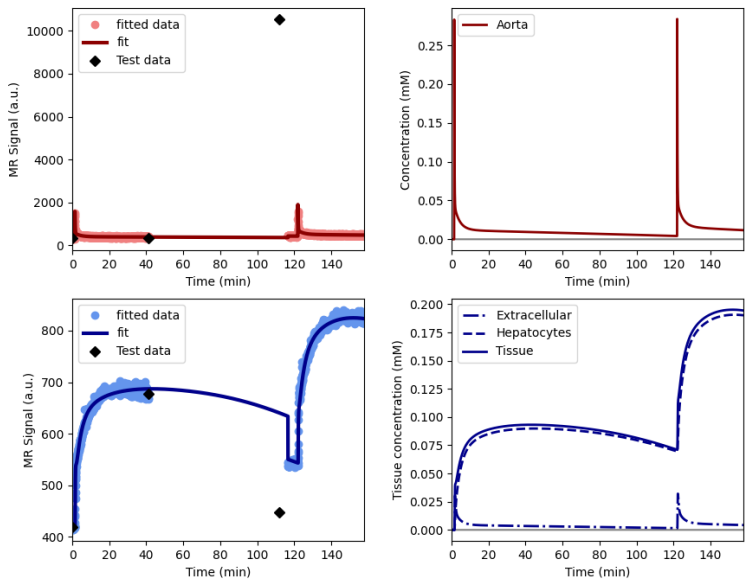 MR Signal (a.u.)
10000
8000
6000
4000
2000
0
fitted data
fit
Test data
0 20 40 60 80 100 120 140
Time (min)
Concentration (mM)
0.25
0.20
0.15
0.10
0.05
0.00
Aorta
0 20 40 60 80 100 120 140
Time (min)
MR Signal (a.u.)
800
700
600
500
400
fitted data
fit
Test data
0 20 40 60 80 100 120 140
Time (min)
Tissue concentration (mM)
0.200
0.175
0.150
0.125
0.100
0.075
0.050
0.025
0.000
Extracellular
Hepatocytes
Tissue
0 20 40 60 80 100 120 140
Time (min)